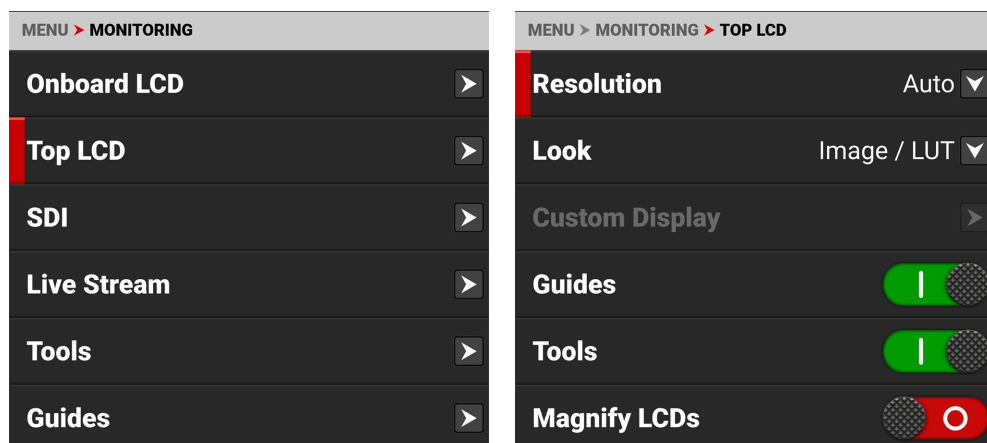 MENU > MONITORING
Onboard LCD
Top LCD
SDI
Live Stream
Tools
Guides
MENU > MONITORING > TOP LCD
Resolution Auto
Look Image / LUT
Custom Display
Guides
Tools
Magnify LCDs